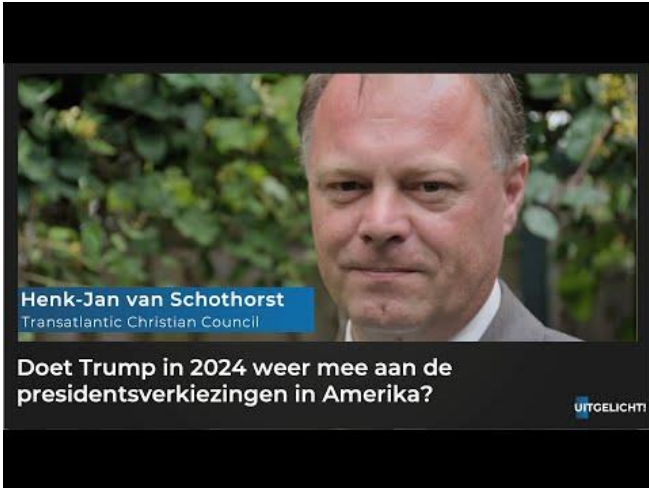 Henk-Jan van Schothorst
Transatlantic Christian Council
Doet Trump in 2024 weer mee aan de
presidentsverkiezingen in Amerika?
UITGELICHT!